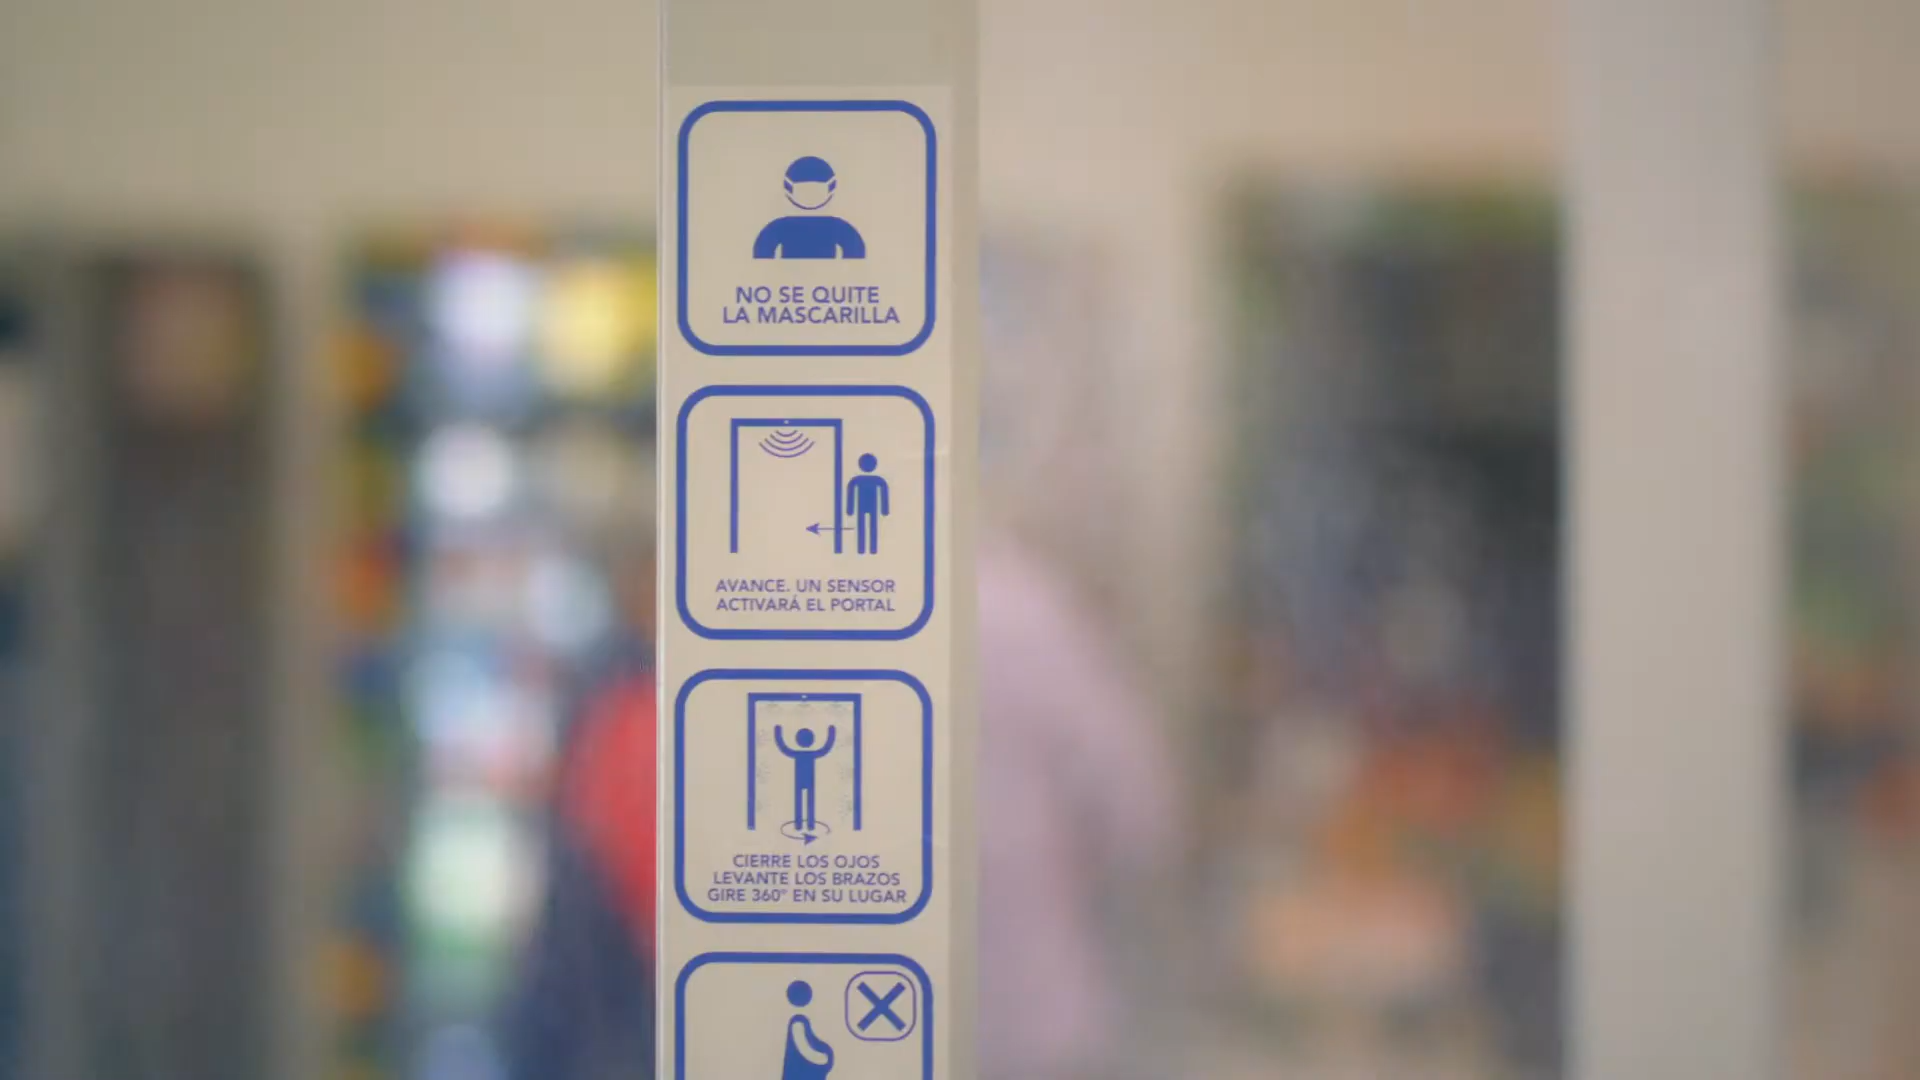 NO SE QUITE
LA MASCARILLA
AVANCE. UN SENSOR
ACTIVARÁ EL PORTAL
CIERRE LOS OJOS
LEVANTE LOS BRAZOS
GIRE 360° EN SU LUGAR